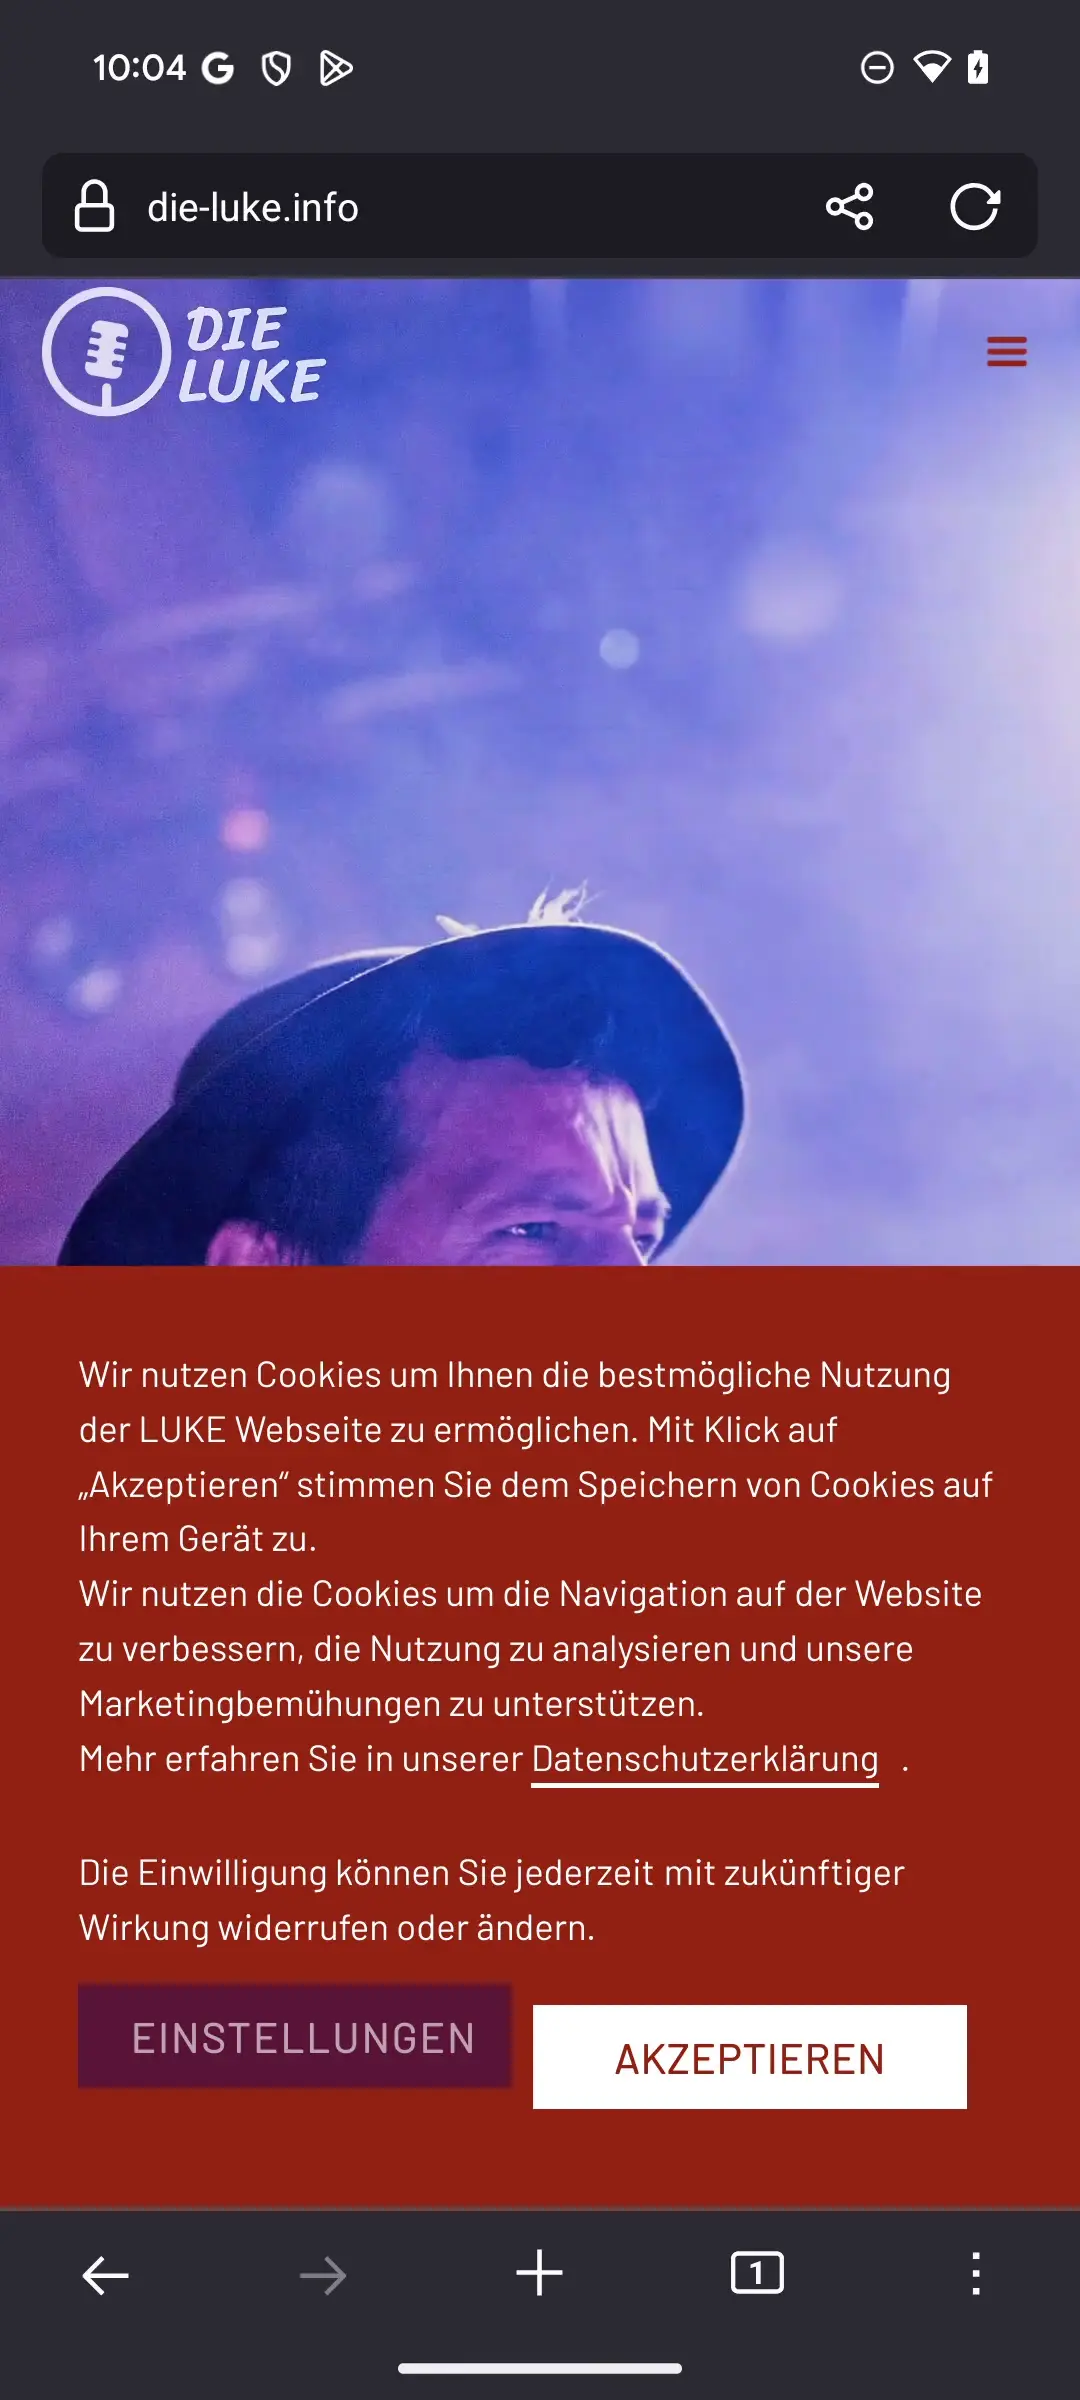 10:04
die-luke.info
DIE
LUKE
Wir nutzen Cookies um Ihnen die bestmögliche Nutzung
der LUKE Webseite zu ermöglichen. Mit Klick auf
„Akzeptieren“ stimmen Sie dem Speichern von Cookies auf
Ihrem Gerät zu.
Wir nutzen die Cookies um die Navigation auf der Website
zu verbessern, die Nutzung zu analysieren und unsere
Marketingbemühungen zu unterstützen.
Mehr erfahren Sie in unserer Datenschutzerklärung .
Die Einwilligung können Sie jederzeit mit zukünftiger
Wirkung widerrufen oder ändern.
EINSTELLUNGEN
AKZEPTIEREN
1